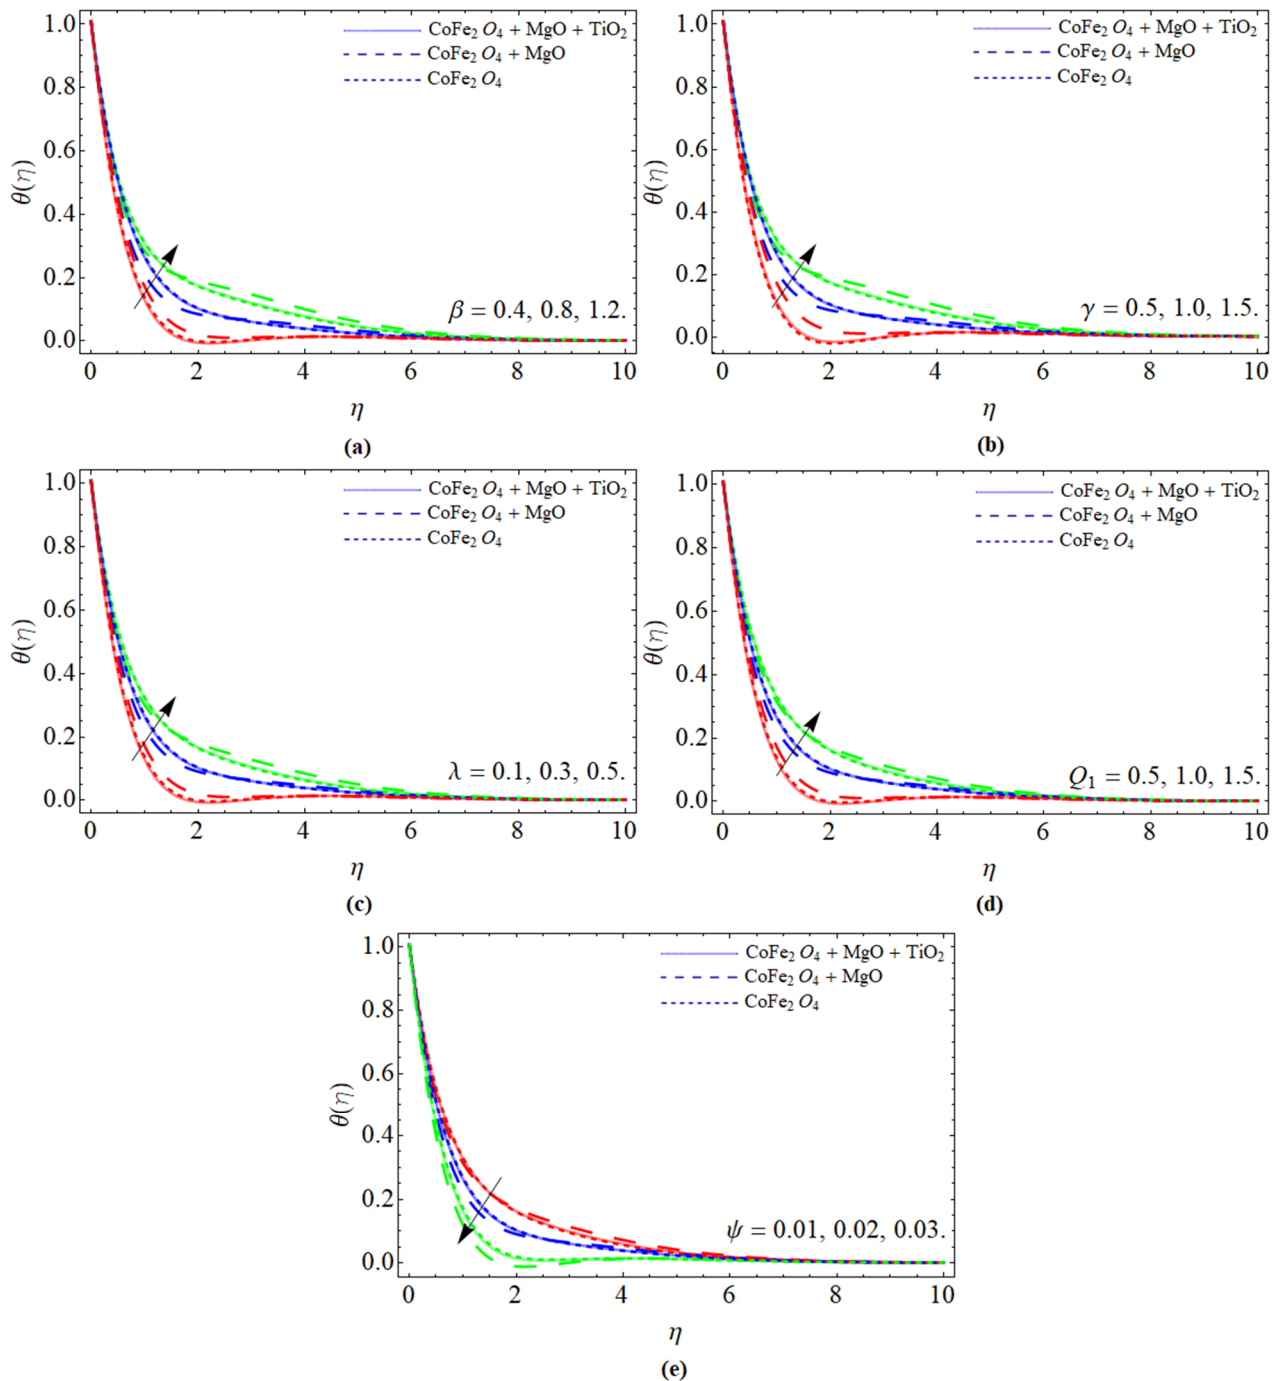 CoFe2 O4 + MgO + TiO2
CoFe2 O4 + MgO
CoFe2 O4
1.0
0.8
0.6
0.4
0.2
0.0
θ(η)
β = 0.4, 0.8, 1.2.
0 2 4 6 8 10
η
(a)
CoFe2 O4 + MgO + TiO2
CoFe2 O4 + MgO
CoFe2 O4
1.0
0.8
0.6
0.4
0.2
0.0
θ(η)
γ = 0.5, 1.0, 1.5.
0 2 4 6 8 10
η
(b)
CoFe2 O4 + MgO + TiO2
CoFe2 O4 + MgO
CoFe2 O4
1.0
0.8
0.6
0.4
0.2
0.0
θ(η)
λ = 0.1, 0.3, 0.5.
0 2 4 6 8 10
η
(c)
CoFe2 O4 + MgO + TiO2
CoFe2 O4 + MgO
CoFe2 O4
1.0
0.8
0.6
0.4
0.2
0.0
θ(η)
Q1 = 0.5, 1.0, 1.5.
0 2 4 6 8 10
η
(d)
CoFe2 O4 + MgO + TiO2
CoFe2 O4 + MgO
CoFe2 O4
1.0
0.8
0.6
0.4
0.2
0.0
θ(η)
ψ = 0.01, 0.02, 0.03.
0 2 4 6 8 10
η
(e)